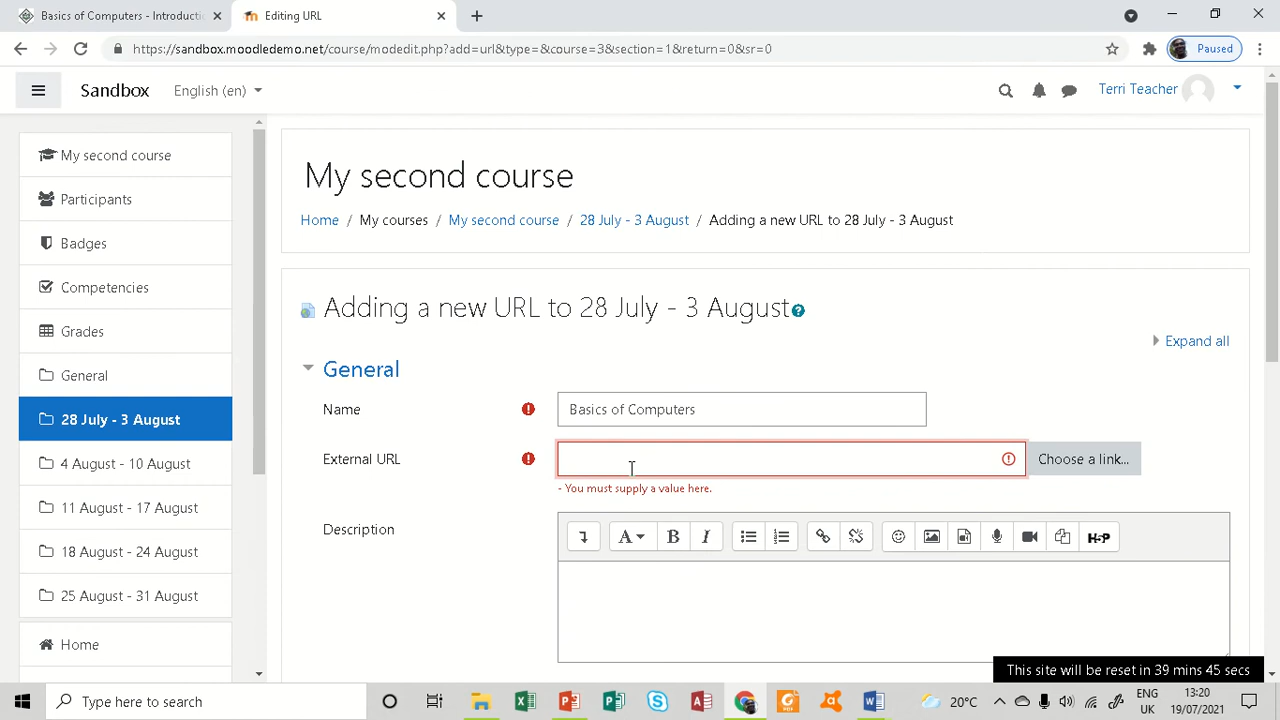 Basics of Computers - Introducti
Editing URL
https://sandbox.moodledemo.net/course/modedit.php?add=url&type=&course=3&section=1&return=0&sr=0
Paused
Sandbox
English (en)
Terri Teacher
My second course
Participants
Badges
Competencies
Grades
General
28 July - 3 August
4 August - 10 August
11 August - 17 August
18 August - 24 August
25 August - 31 August
Home
My second course
Home / My courses / My second course / 28 July - 3 August / Adding a new URL to 28 July - 3 August
Adding a new URL to 28 July - 3 August
Expand all
General
Name
Basics of Computers
External URL
Choose a link...
- You must supply a value here.
Description
H5P
This site will be reset in 39 mins 45 secs
Type here to search
20°C
ENG
UK
13:20
19/07/2021